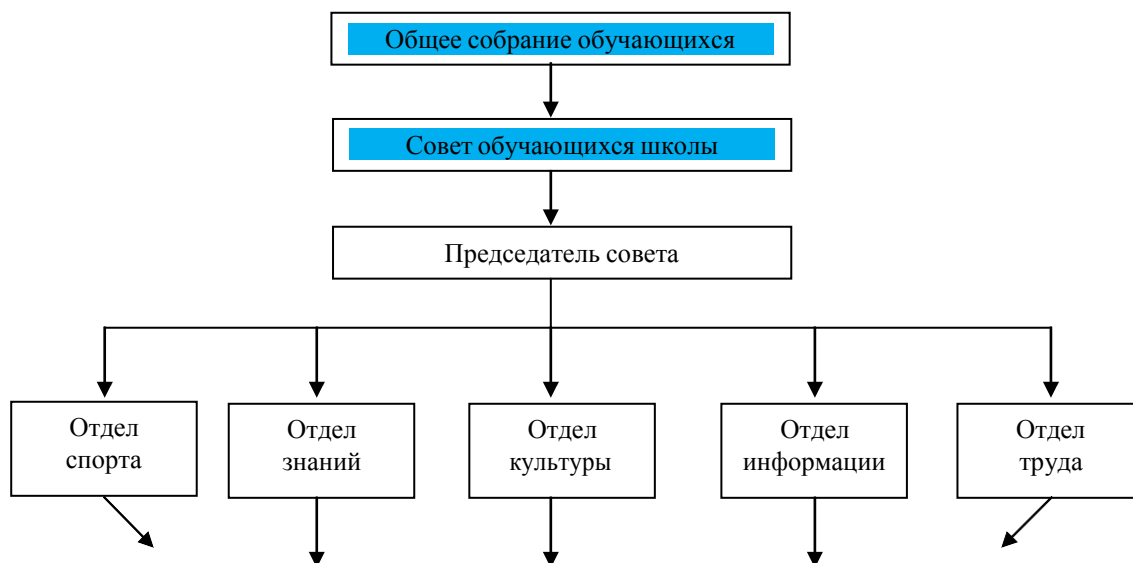 Общее собрание обучающихся
Совет обучающихся школы
Председатель совета
Отдел
спорта
Отдел
знаний
Отдел
культуры
Отдел
информации
Отдел
труда